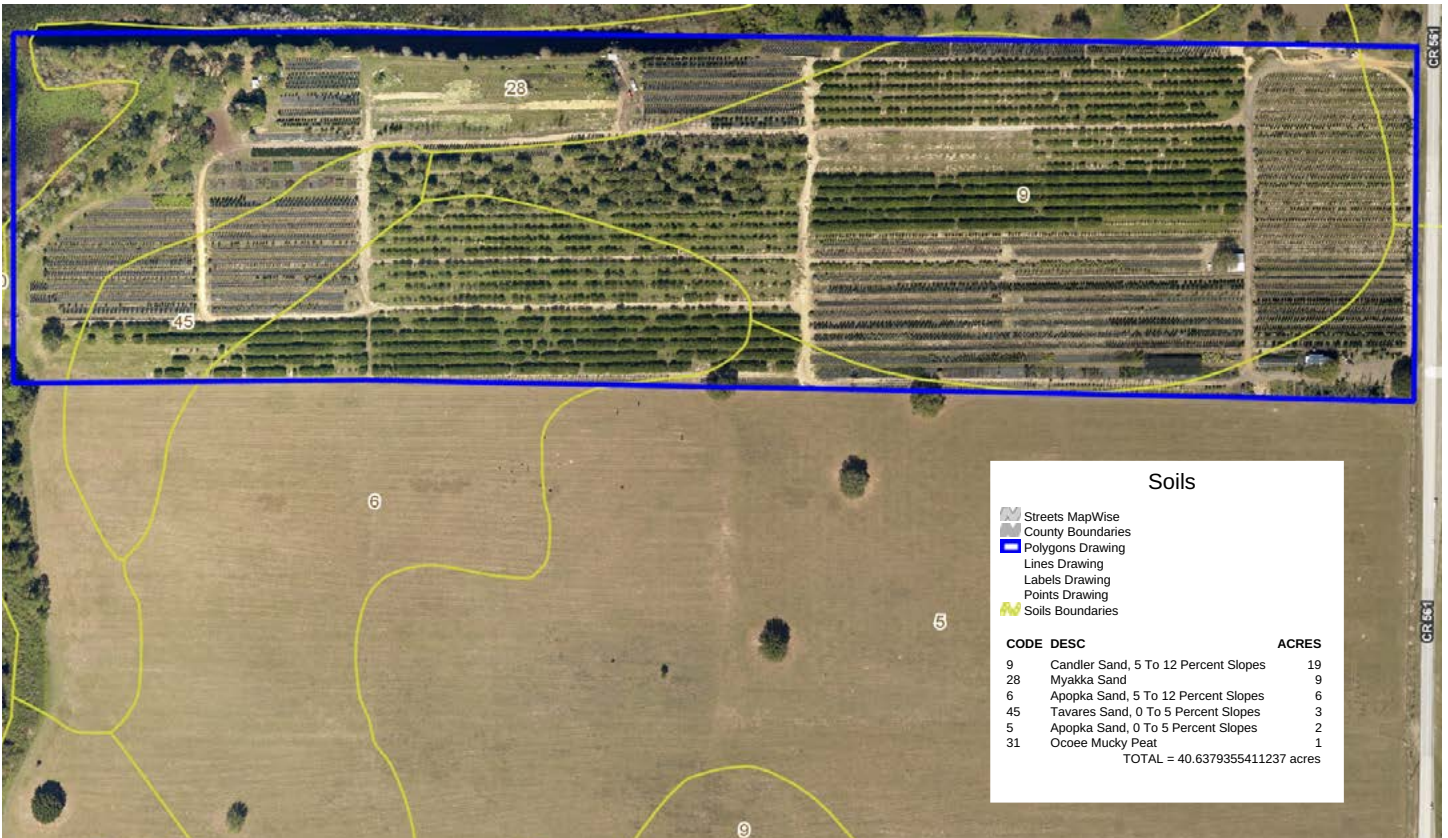 CR 561
28
9
45
6
5
CR 561
9
Soils
Streets MapWise
County Boundaries
Polygons Drawing
Lines Drawing
Labels Drawing
Points Drawing
Soils Boundaries
CODE DESC ACRES
9 Candler Sand, 5 To 12 Percent Slopes 19
28 Myakka Sand 9
6 Apopka Sand, 5 To 12 Percent Slopes 6
45 Tavares Sand, 0 To 5 Percent Slopes 3
5 Apopka Sand, 0 To 5 Percent Slopes 2
31 Ocoee Mucky Peat 1
TOTAL = 40.6379355411237 acres